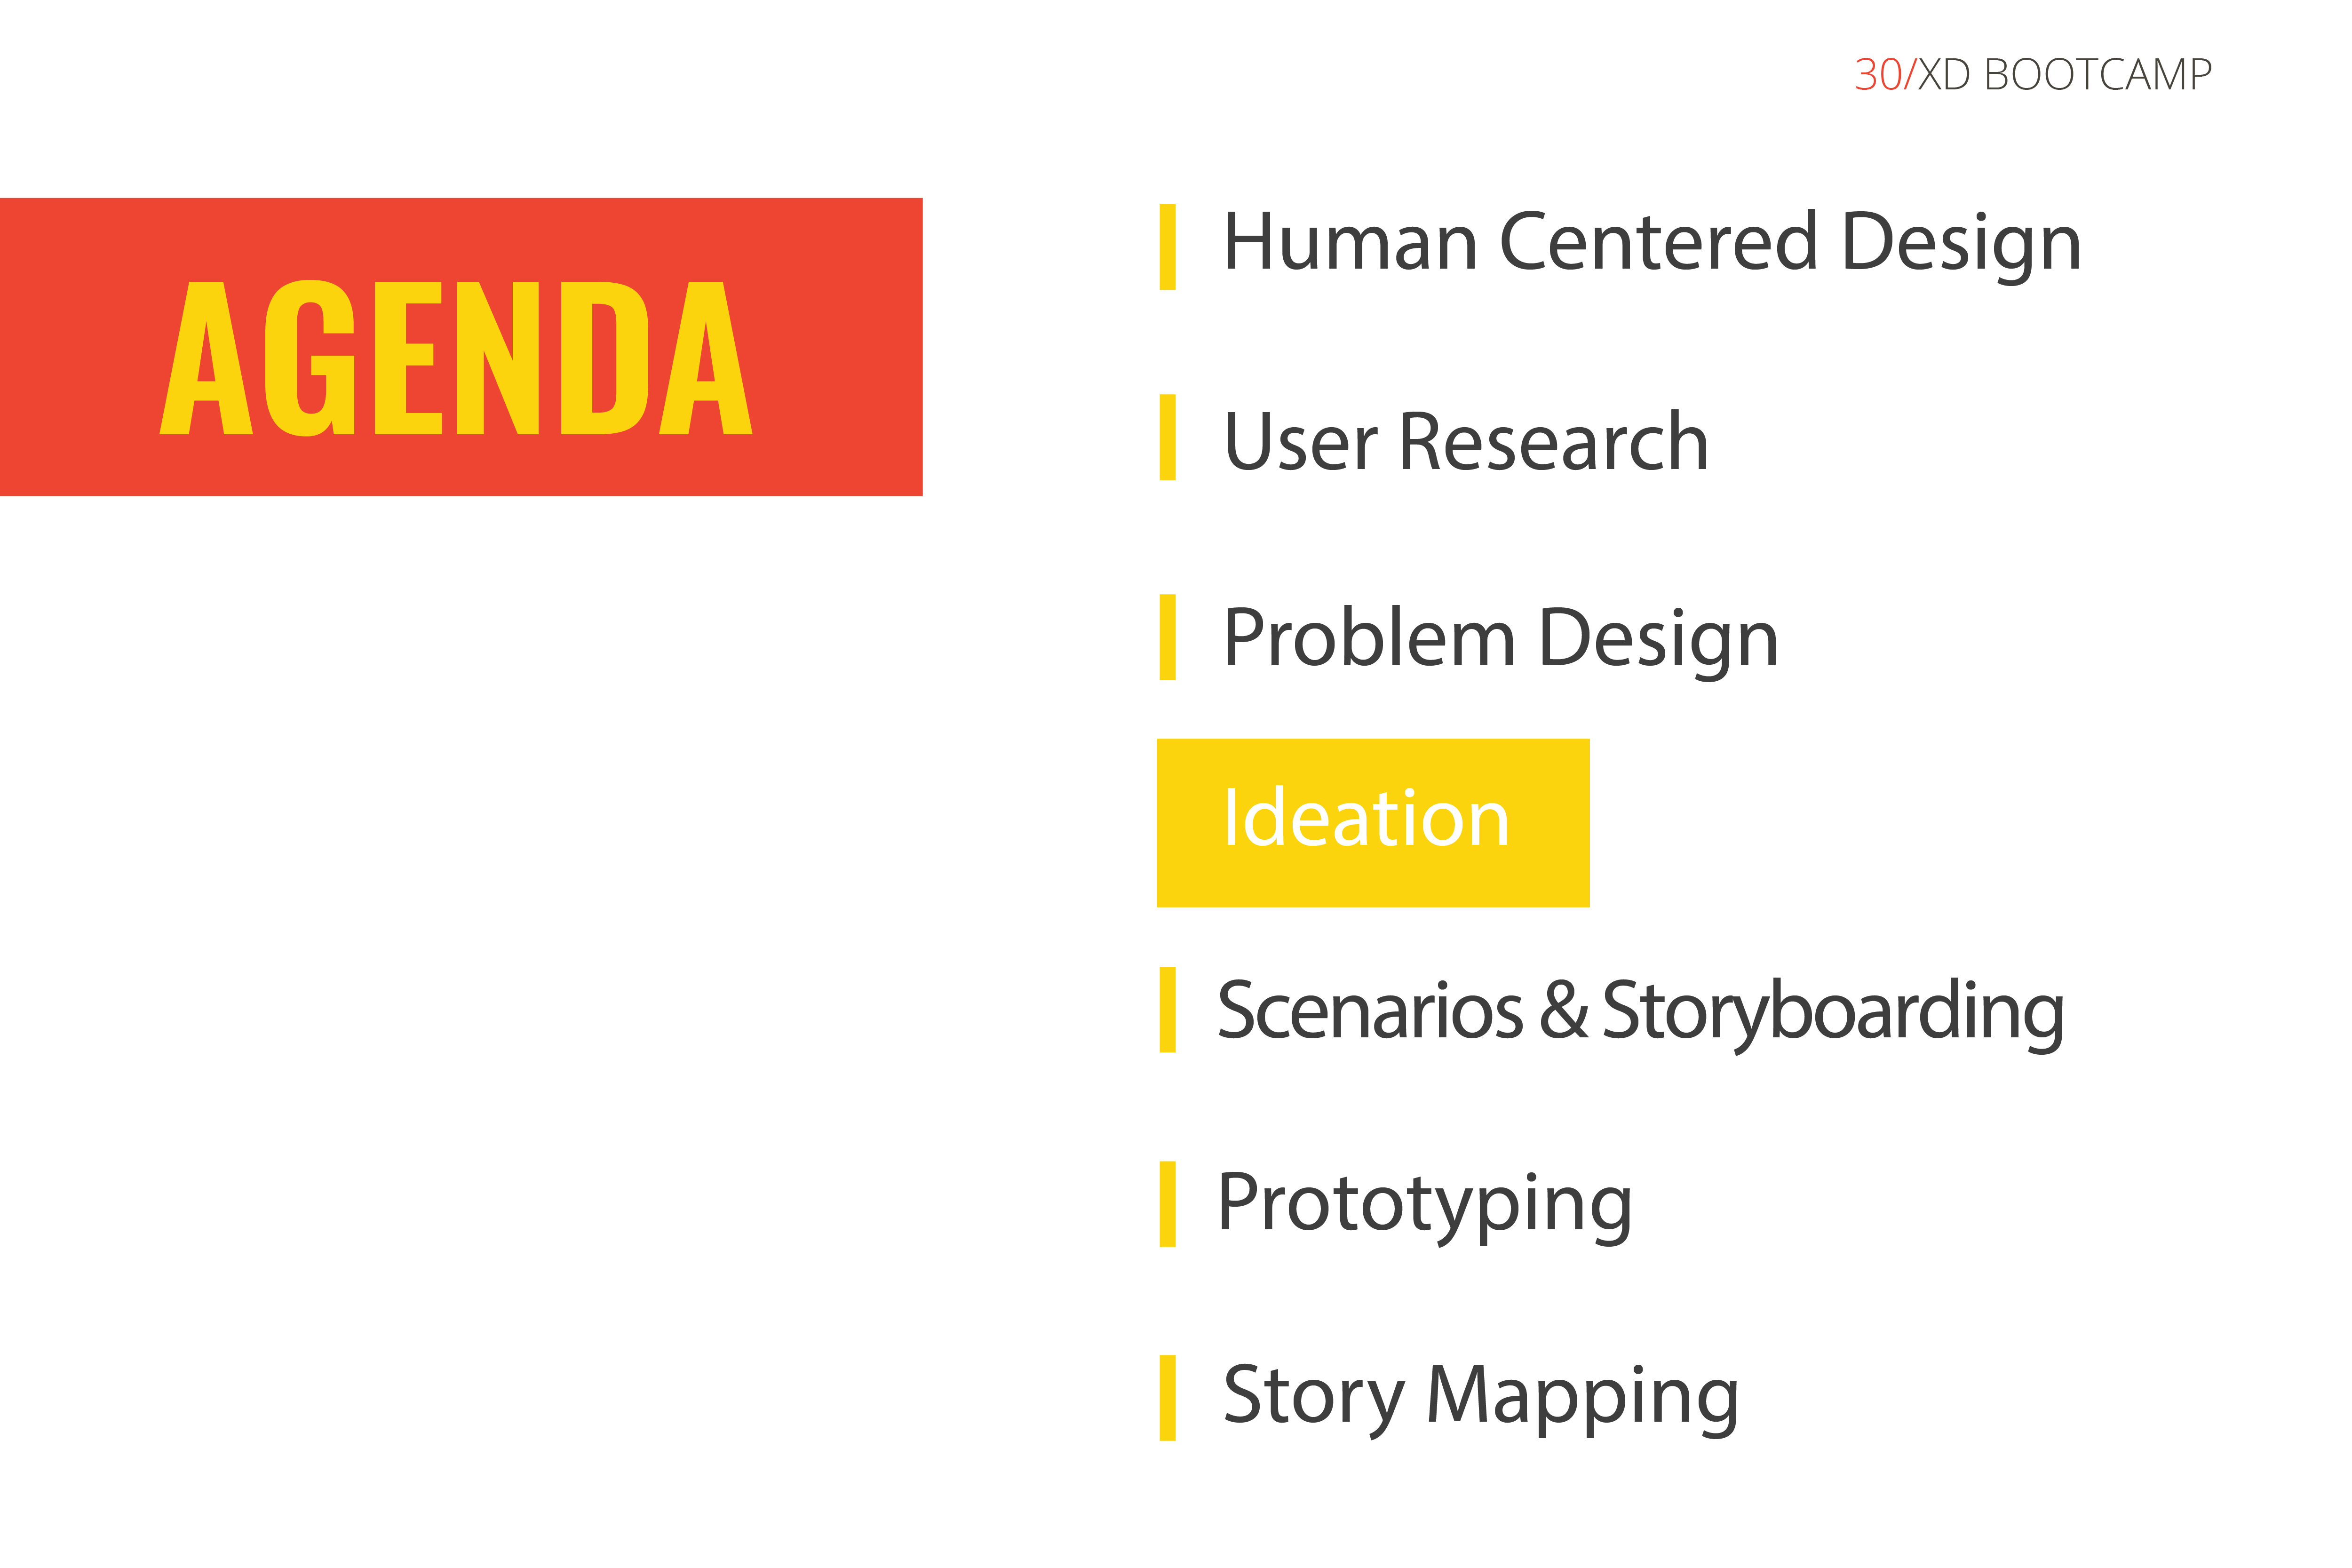 30/XD BOOTCAMP
AGENDA
Human Centered Design
User Research
Problem Design
Ideation
Scenarios & Storyboarding
Prototyping
Story Mapping